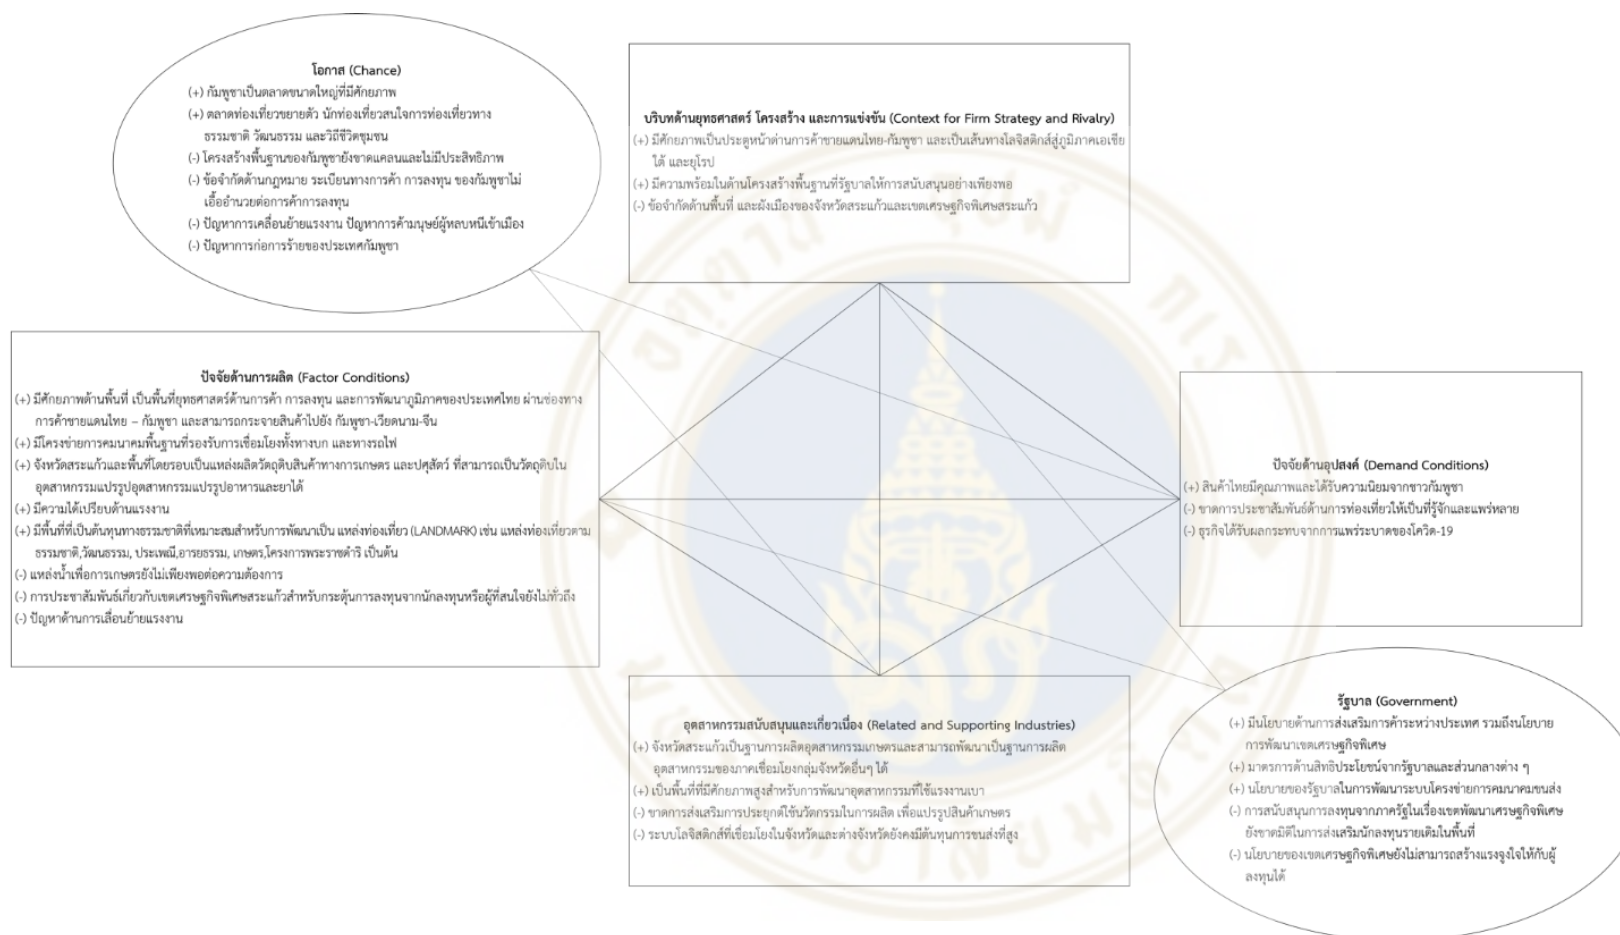 โอกาส (Chance)
(+) กัมพูชาเป็นตลาดขนาดใหญ่ที่มีศักยภาพ
(+) ตลาดท่องเที่ยวขยายตัว นักท่องเที่ยวสนใจการท่องเที่ยวทาง
ธรรมชาติ วัฒนธรรม และวิถีชีวิตชุมชน
(-) โครงสร้างพื้นฐานของกัมพูชายังขาดแคลนและไม่มีประสิทธิภาพ
(-) ข้อจำกัดด้านกฎหมาย ระเบียบทางการค้า การลงทุน ของกัมพูชาไม่
เอื้ออำนวยต่อการค้าการลงทุน
(-) ปัญหาการเคลื่อนย้ายแรงงาน ปัญหาการค้ามนุษย์ผู้หลบหนีเข้าเมือง
(-) ปัญหาการก่อการร้ายของประเทศกัมพูชา
บริบทด้านยุทธศาสตร์ โครงสร้าง และการแข่งขัน (Context for Firm Strategy and Rivalry)
(+) มีศักยภาพเป็นประตูหน้าด่านการค้าชายแดนไทย-กัมพูชา และเป็นเส้นทางโลจิสติกส์สู่ภูมิภาคเอเชีย
ใต้ และยุโรป
(+) มีความพร้อมในด้านโครงสร้างพื้นฐานที่รัฐบาลให้การสนับสนุนอย่างเพียงพอ
(-) ข้อจำกัดด้านพื้นที่ และผังเมืองของจังหวัดสระแก้วและเขตเศรษฐกิจพิเศษสระแก้ว
ปัจจัยด้านการผลิต (Factor Conditions)
(+) มีศักยภาพด้านพื้นที่ เป็นพื้นที่ยุทธศาสตร์ด้านการค้า การลงทุน และการพัฒนาภูมิภาคของประเทศไทย ผ่านช่องทาง
การค้าชายแดนไทย – กัมพูชา และสามารถกระจายสินค้าไปยัง กัมพูชา-เวียดนาม-จีน
(+) มีโครงข่ายการคมนาคมพื้นฐานที่รองรับการเชื่อมโยงทั้งทางบก และทางรถไฟ
(+) จังหวัดสระแก้วและพื้นที่โดยรอบเป็นแหล่งผลิตวัตถุดิบสินค้าทางการเกษตร และปศุสัตว์ ที่สามารถเป็นวัตถุดิบใน
อุตสาหกรรมแปรรูปอุตสาหกรรมแปรรูปอาหารและยาได้
(+) มีความได้เปรียบด้านแรงงาน
(+) มีพื้นที่ที่เป็นต้นทุนทางธรรมชาติที่เหมาะสมสำหรับการพัฒนาเป็น แหล่งท่องเที่ยว (LANDMARK) เช่น แหล่งท่องเที่ยวตาม
ธรรมชาติ,วัฒนธรรม, ประเพณี,อารยธรรม, เกษตร,โครงการพระราชดำริ เป็นต้น
(-) แหล่งน้ำเพื่อการเกษตรยังไม่เพียงพอต่อความต้องการ
(-) การประชาสัมพันธ์เกี่ยวกับเขตเศรษฐกิจพิเศษสระแก้วสำหรับกระตุ้นการลงทุนจากนักลงทุนหรือผู้ที่สนใจยังไม่ทั่วถึง
(-) ปัญหาด้านการเลื่อนย้ายแรงงาน
ปัจจัยด้านอุปสงค์ (Demand Conditions)
(+) สินค้าไทยมีคุณภาพและได้รับความนิยมจากชาวกัมพูชา
(-) ขาดการประชาสัมพันธ์ด้านการท่องเที่ยวให้เป็นที่รู้จักและแพร่หลาย
(-) ธุรกิจได้รับผลกระทบจากการแพร่ระบาดของโควิด-19
อุตสาหกรรมสนับสนุนและเกี่ยวเนื่อง (Related and Supporting Industries)
(+) จังหวัดสระแก้วเป็นฐานการผลิตอุตสาหกรรมเกษตรและสามารถพัฒนาเป็นฐานการผลิต
อุตสาหกรรมของภาคเชื่อมโยงกลุ่มจังหวัดอื่นๆ ได้
(+) เป็นพื้นที่ที่มีศักยภาพสูงสำหรับการพัฒนาอุตสาหกรรมที่ใช้แรงงานเบา
(-) ขาดการส่งเสริมการประยุกต์ใช้นวัตกรรมในการผลิต เพื่อแปรรูปสินค้าเกษตร
(-) ระบบโลจิสติกส์ที่เชื่อมโยงในจังหวัดและต่างจังหวัดยังคงมีต้นทุนการขนส่งที่สูง
รัฐบาล (Government)
(+) มีนโยบายด้านการส่งเสริมการค้าระหว่างประเทศ รวมถึงนโยบาย
การพัฒนาเขตเศรษฐกิจพิเศษ
(+) มาตรการด้านสิทธิประโยชน์จากรัฐบาลและส่วนกลางต่าง ๆ
(+) นโยบายของรัฐบาลในการพัฒนาระบบโครงข่ายการคมนาคมขนส่ง
(-) การสนับสนุนการลงทุนจากภาครัฐในเรื่องเขตพัฒนาเศรษฐกิจพิเศษ
ยังขาดมิติในการส่งเสริมนักลงทุนรายเดิมในพื้นที่
(-) นโยบายของเขตเศรษฐกิจพิเศษยังไม่สามารถสร้างแรงจูงใจให้กับผู้
ลงทุนได้